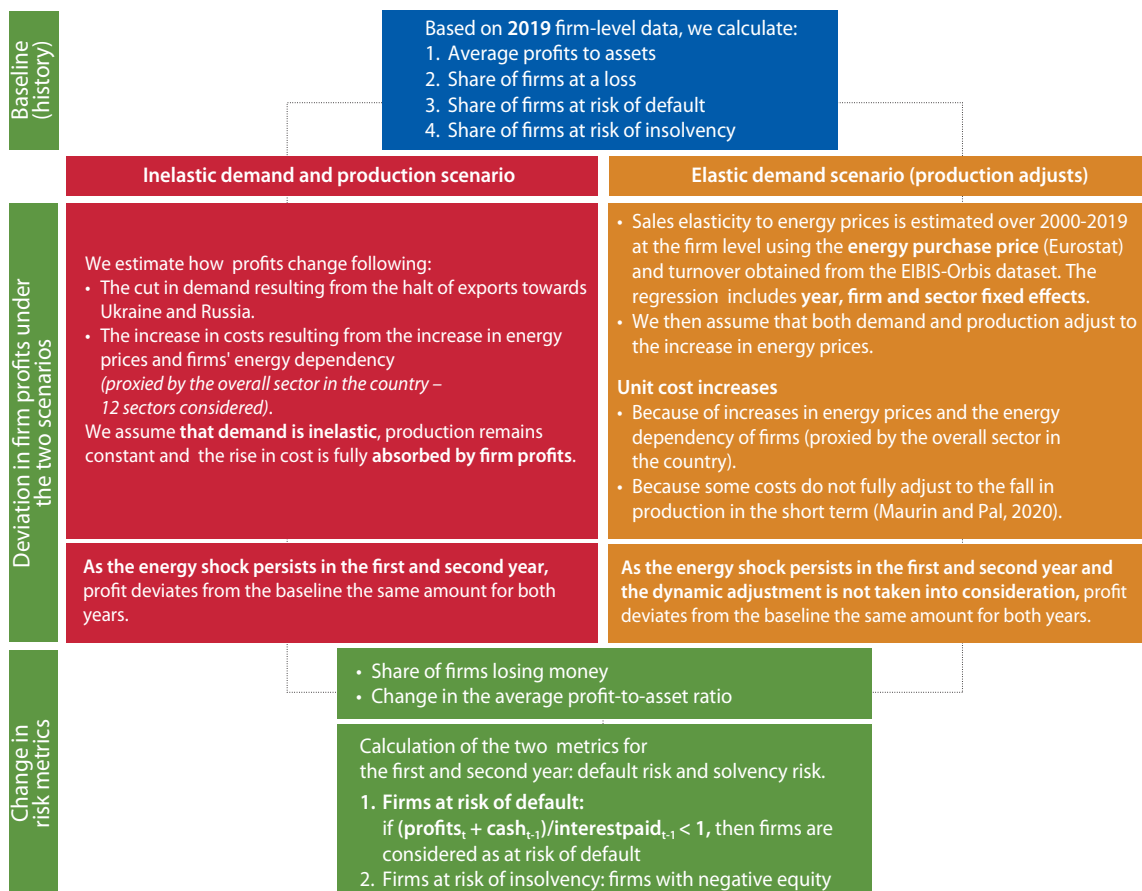 Baseline
(history)
Based on 2019 firm-level data, we calculate:
1. Average profits to assets
2. Share of firms at a loss
3. Share of firms at risk of default
4. Share of firms at risk of insolvency
Deviation in firm profits under
the two scenarios
Inelastic demand and production scenario
We estimate how profits change following:
• The cut in demand resulting from the halt of exports towards
Ukraine and Russia.
• The increase in costs resulting from the increase in energy
prices and firms' energy dependency
(proxied by the overall sector in the country –
12 sectors considered).
We assume that demand is inelastic, production remains
constant and the rise in cost is fully absorbed by firm profits.
As the energy shock persists in the first and second year,
profit deviates from the baseline the same amount for both
years.
Elastic demand scenario (production adjusts)
• Sales elasticity to energy prices is estimated over 2000-2019
at the firm level using the energy purchase price (Eurostat)
and turnover obtained from the EIBIS-Orbis dataset. The
regression includes year, firm and sector fixed effects.
• We then assume that both demand and production adjust to
the increase in energy prices.
Unit cost increases
• Because of increases in energy prices and the energy
dependency of firms (proxied by the overall sector in
the country).
• Because some costs do not fully adjust to the fall in
production in the short term (Maurin and Pal, 2020).
As the energy shock persists in the first and second year and
the dynamic adjustment is not taken into consideration, profit
deviates from the baseline the same amount for both years.
Change in
risk metrics
• Share of firms losing money
• Change in the average profit-to-asset ratio
Calculation of the two metrics for
the first and second year: default risk and solvency risk.
1. Firms at risk of default:
if (profits_t + cash_t-1)/interestpaid_t-1 < 1, then firms are
considered as at risk of default
2. Firms at risk of insolvency: firms with negative equity